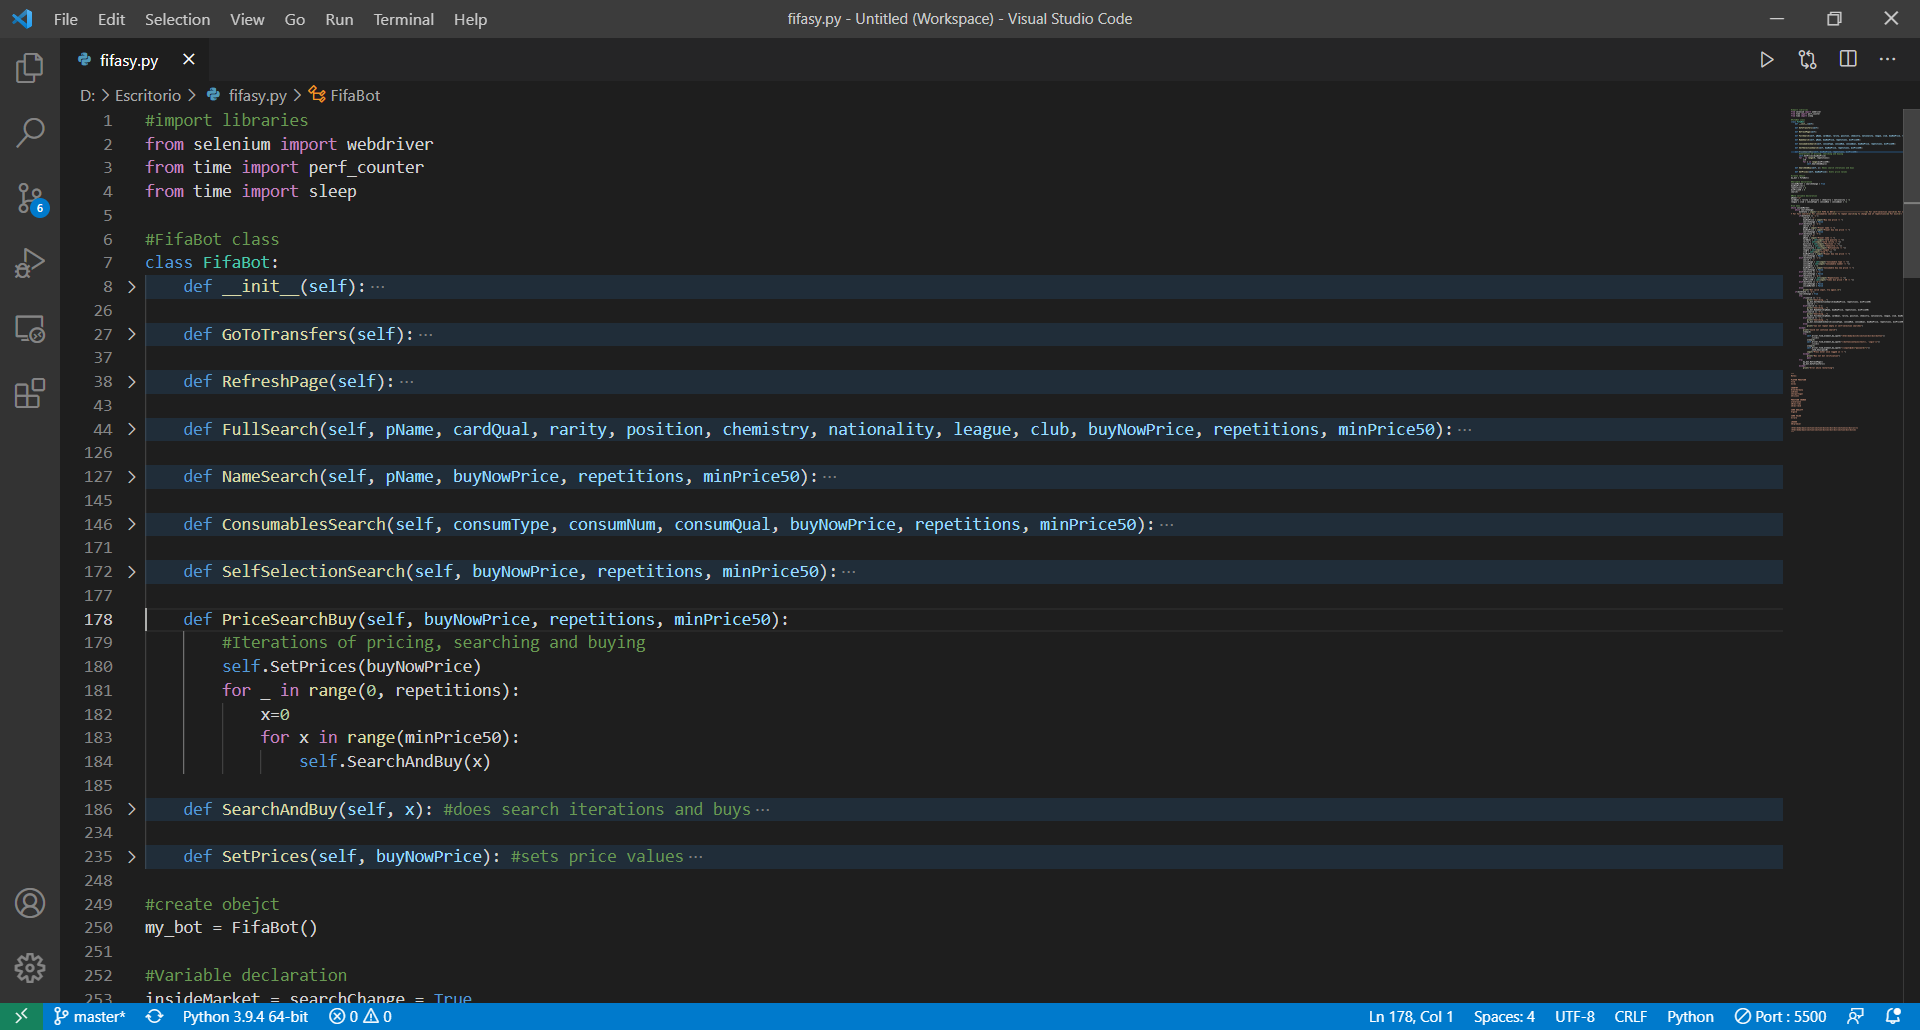 File Edit Selection View Go Run Terminal Help
fifasy.py - Untitled (Workspace) - Visual Studio Code
fifasy.py
D: > Escritorio > fifasy.py > FifaBot
1 #import libraries
2 from selenium import webdriver
3 from time import perf_counter
4 from time import sleep
5
6 #FifaBot class
7 class FifaBot:
8 def __init__(self):···
26
27 def GoToTransfers(self):···
37
38 def RefreshPage(self):···
43
44 def FullSearch(self, pName, cardQual, rarity, position, chemistry, nationality, league, club, buyNowPrice, repetitions, minPrice50):···
126
127 def NameSearch(self, pName, buyNowPrice, repetitions, minPrice50):···
145
146 def ConsumablesSearch(self, consumType, consumNum, consumQual, buyNowPrice, repetitions, minPrice50):···
171
172 def SelfSelectionSearch(self, buyNowPrice, repetitions, minPrice50):···
177
178 def PriceSearchBuy(self, buyNowPrice, repetitions, minPrice50):
179 #Iterations of pricing, searching and buying
180 self.SetPrices(buyNowPrice)
181 for _ in range(0, repetitions):
182 x=0
183 for x in range(minPrice50):
184 self.SearchAndBuy(x)
185
186 def SearchAndBuy(self, x): #does search iterations and buys···
234
235 def SetPrices(self, buyNowPrice): #sets price values···
248
249 #create obejct
250 my_bot = FifaBot()
251
252 #Variable declaration
253 insideMarket = searchChange = True
6
master* Python 3.9.4 64-bit 0 0 Ln 178, Col 1 Spaces: 4 UTF-8 CRLF Python Port : 5500